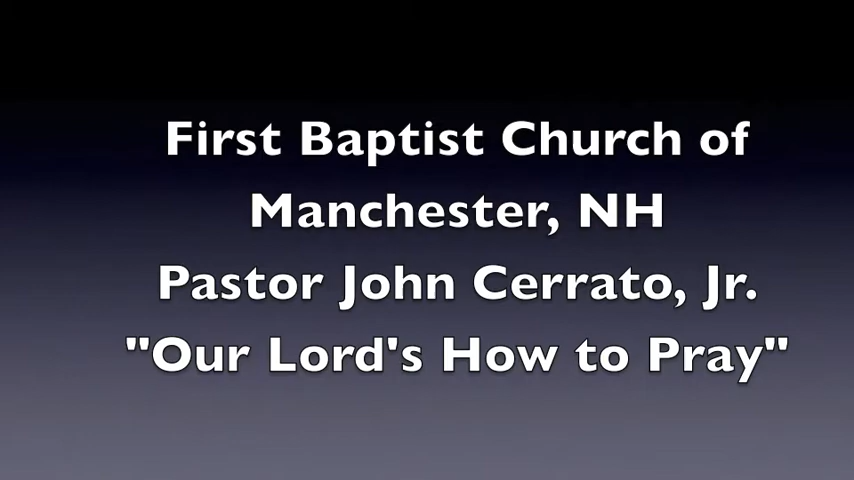 First Baptist Church of
Manchester, NH
Pastor John Cerrato, Jr.
"Our Lord's How to Pray"